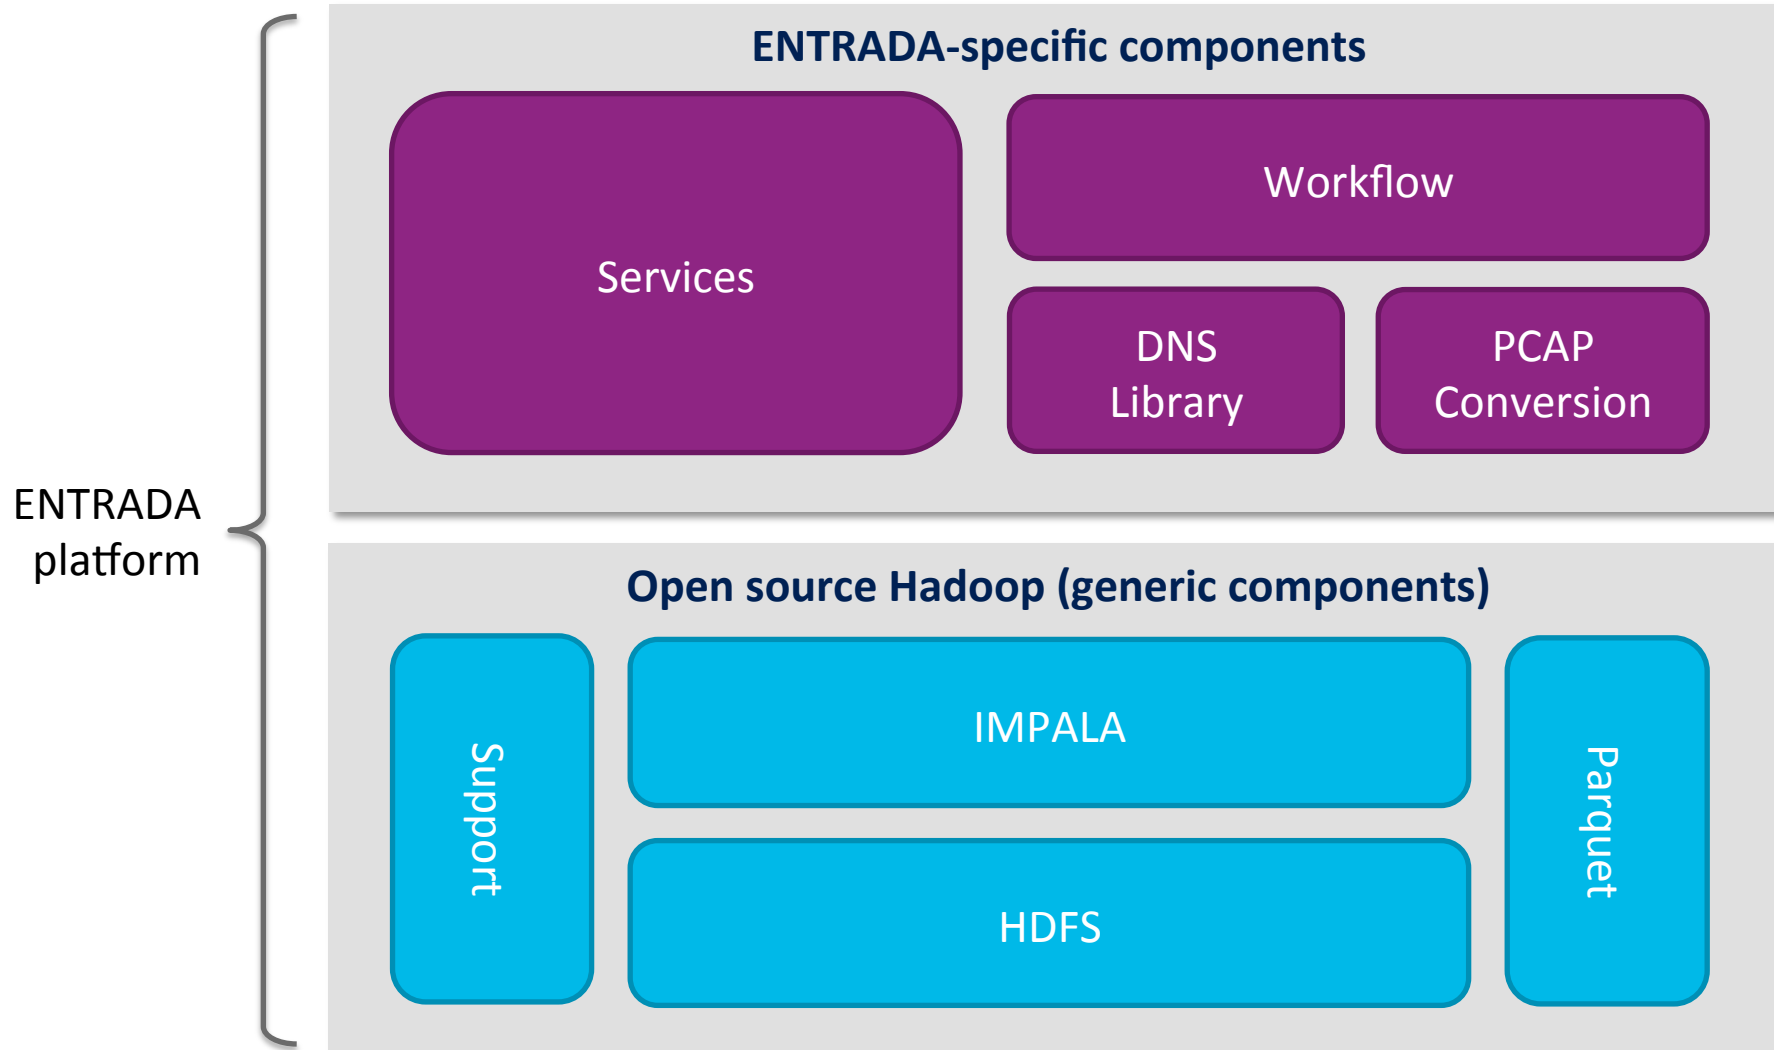 ENTRADA-specific components
Services
Workflow
DNS
Library
PCAP
Conversion
ENTRADA
platform
Open source Hadoop (generic components)
Support
IMPALA
HDFS
Parquet